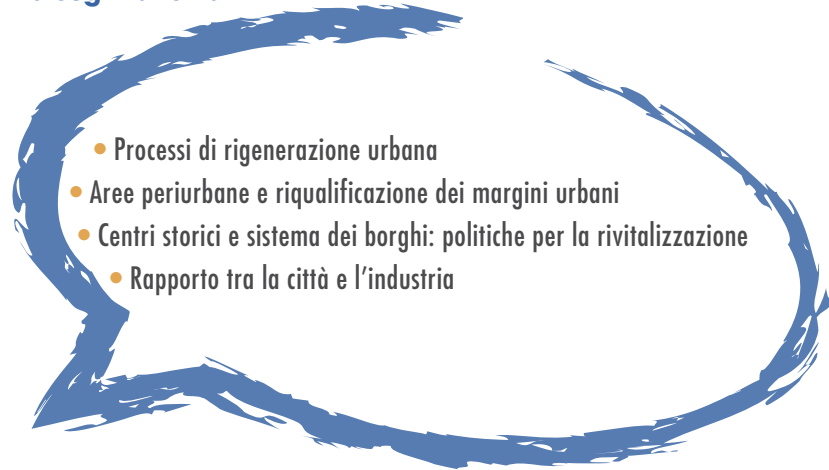 • Processi di rigenerazione urbana
• Aree periurbane e riqualificazione dei margini urbani
• Centri storici e sistema dei borghi: politiche per la rivitalizzazione
• Rapporto tra la città e l'industria